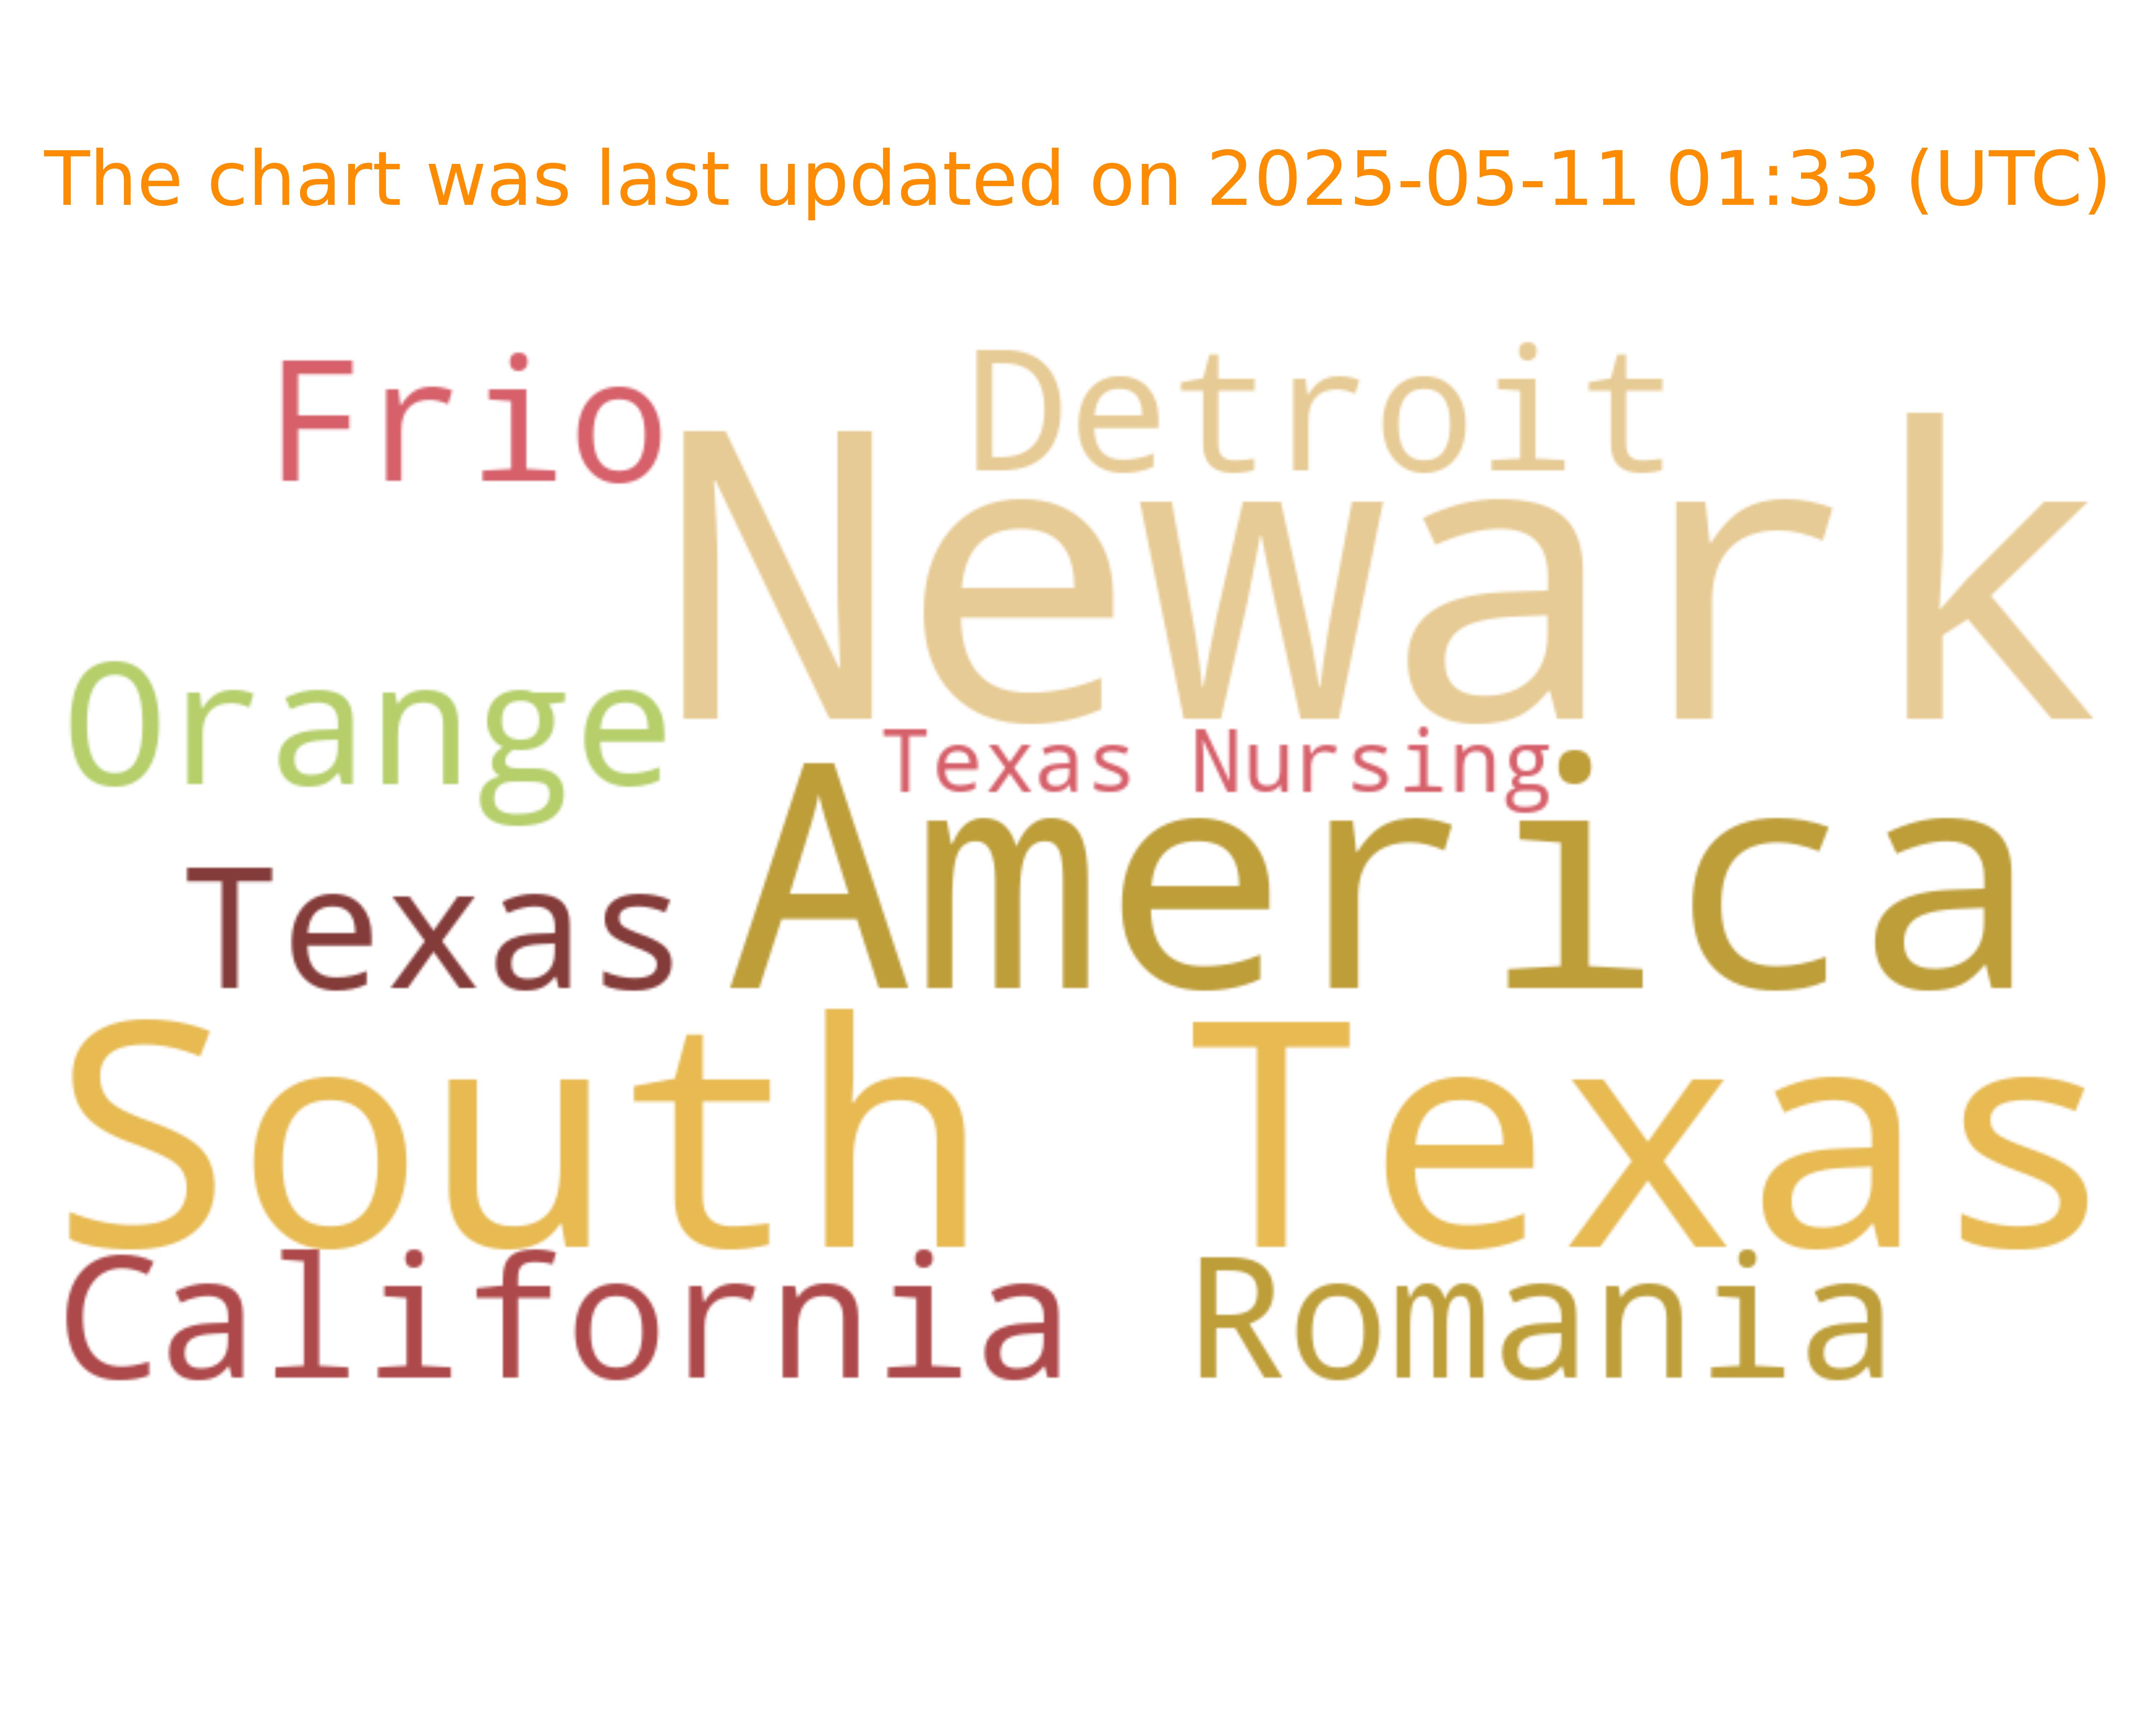 The chart was last updated on 2025-05-11 01:33 (UTC)
Frio
Detroit
Newark
Orange
Texas Nursing
Texas
America
South Texas
California
Romania